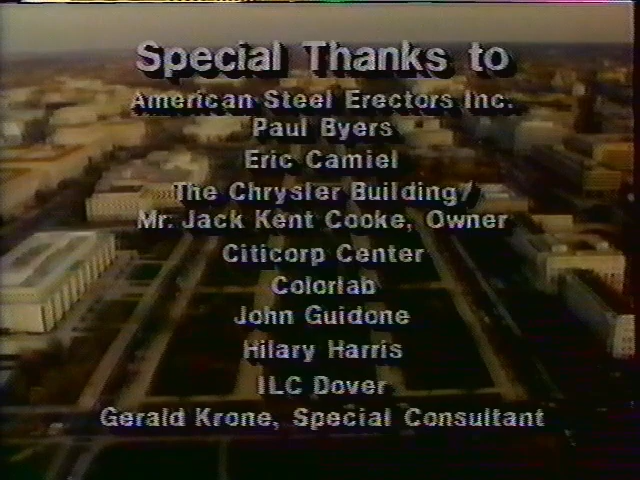 Special Thanks to
American Steel Erectors Inc.
Paul Byers
Eric Camiel
The Chrysler Building/
Mr. Jack Kent Cooke, Owner
Citicorp Center
Colorlab
John Guidone
Hilary Harris
ILC Dover
Gerald Krone, Special Consultant